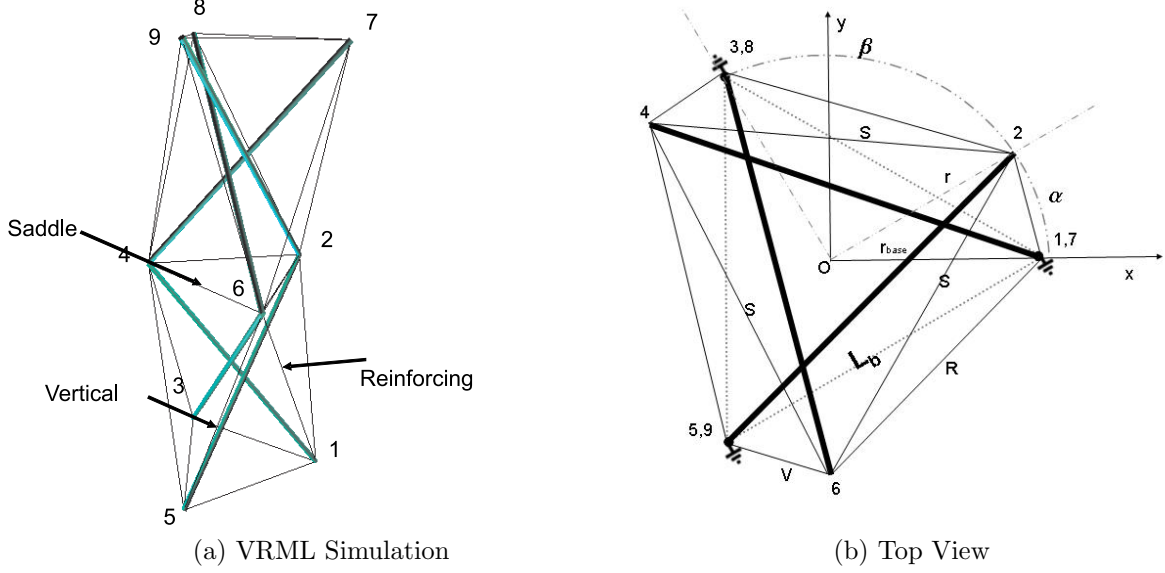 8
7
9
Saddle
4
2
6
3
Vertical
Reinforcing
1
5
(a) VRML Simulation
y
β
3,8
4
2
S
r
α
r_base
1,7
O
x
S
S
L_b
R
5,9
V
6
(b) Top View